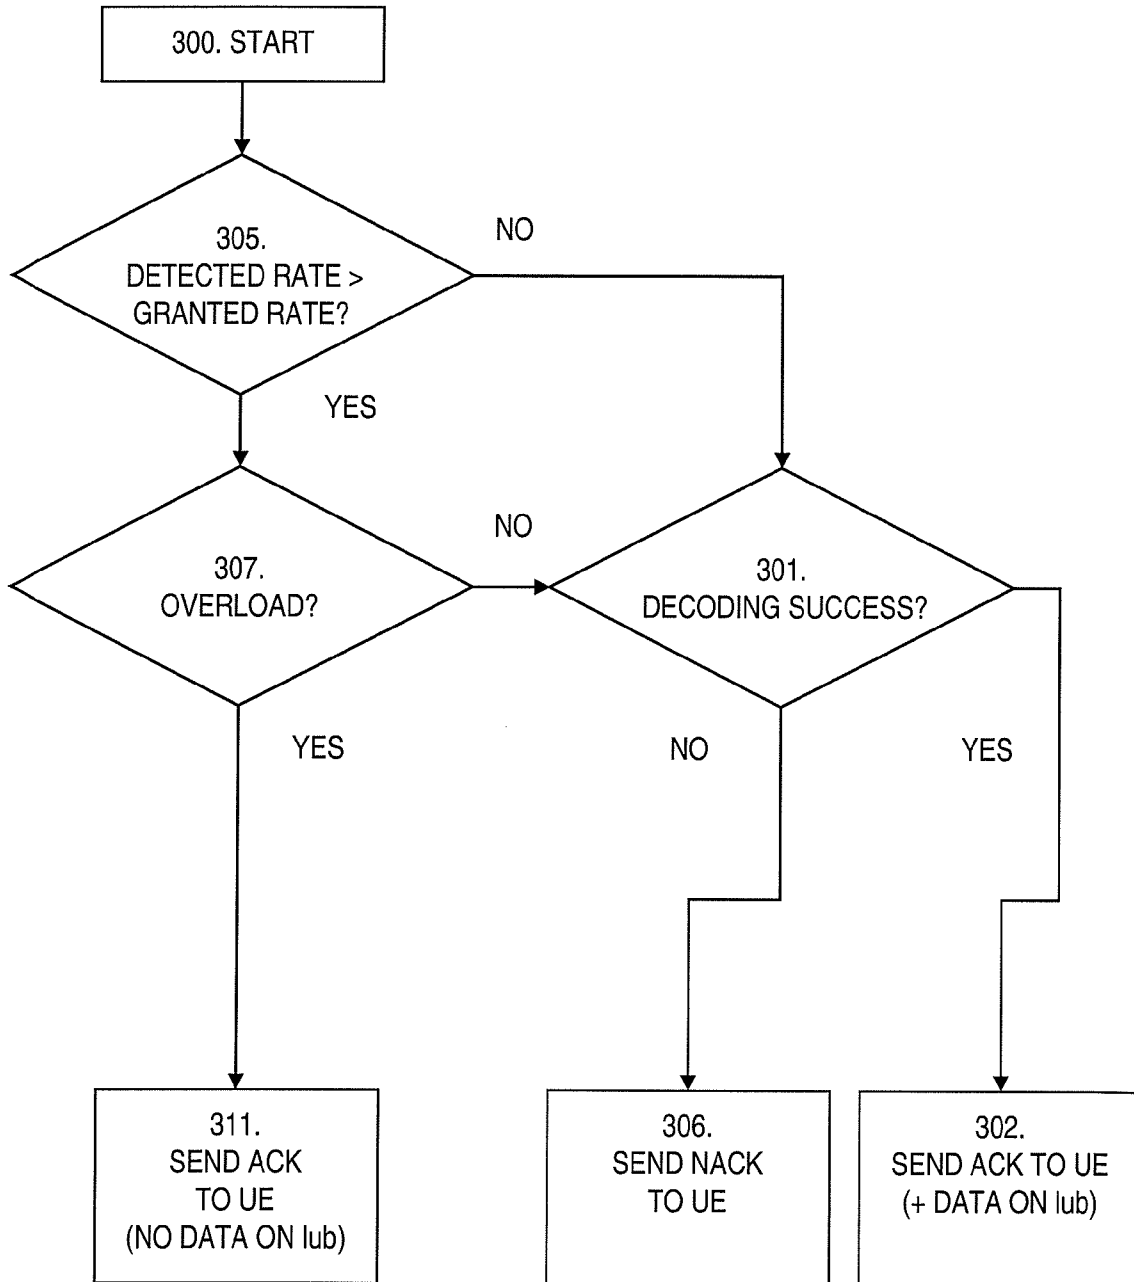 300. START
305.
DETECTED RATE >
GRANTED RATE?
NO
YES
307.
OVERLOAD?
NO
301.
DECODING SUCCESS?
YES
NO
YES
311.
SEND ACK
TO UE
(NO DATA ON lub)
306.
SEND NACK
TO UE
302.
SEND ACK TO UE
(+ DATA ON lub)